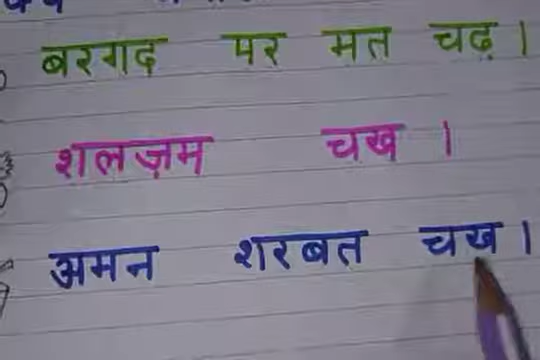 बरगद पर मत चढ़ ।
शलज़म चख ।
अमन शरबत चख ।